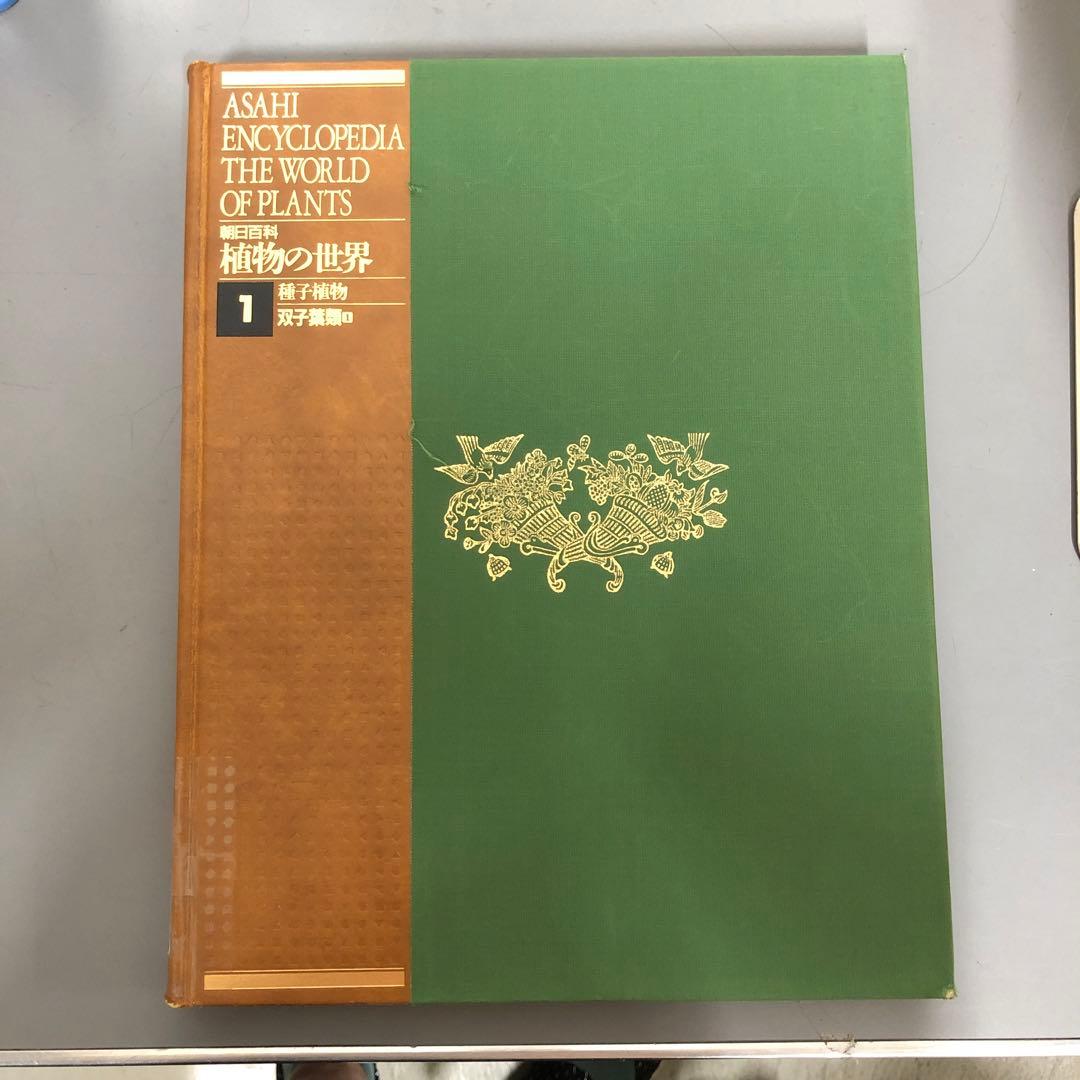 ASAHI
ENCYCLOPEDIA
THE WORLD
OF PLANTS
朝日百科
植物の世界
1
種子植物
双子葉類1